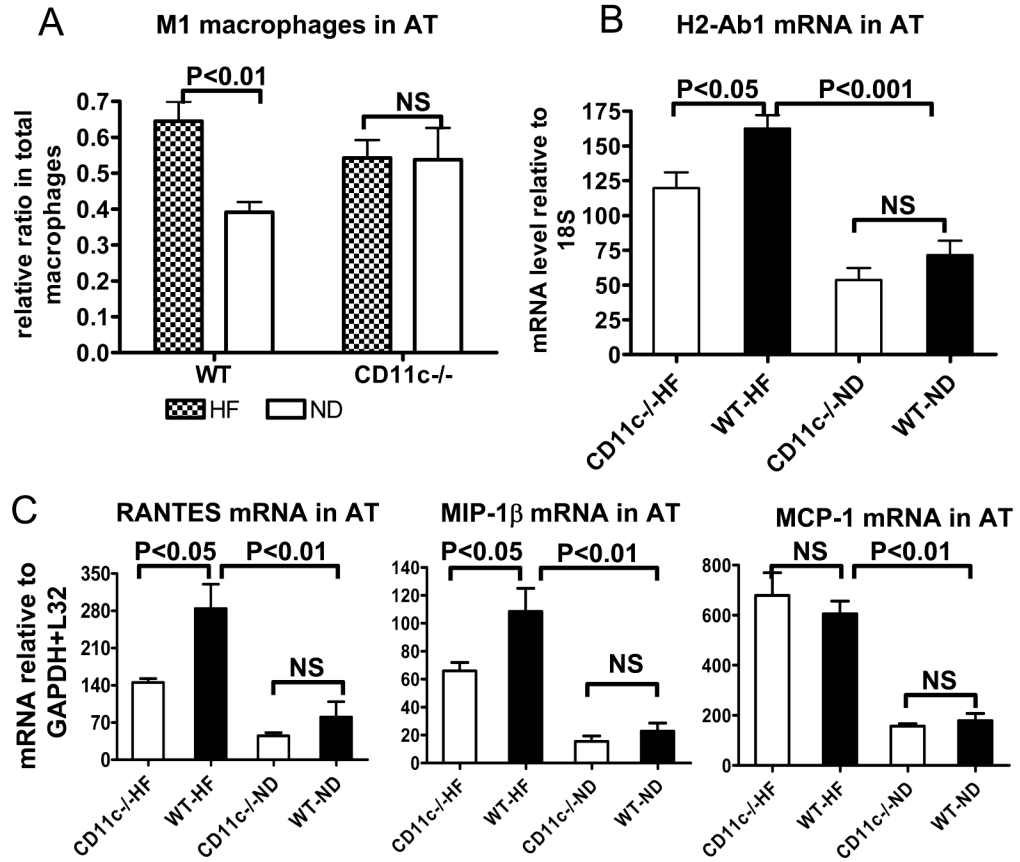 A
M1 macrophages in AT
P<0.01
NS
relative ratio in total
macrophages
0.7
0.6
0.5
0.4
0.3
0.2
0.1
0.0
WT
CD11c-/-
HF
ND
B
H2-Ab1 mRNA in AT
P<0.05
P<0.001
NS
mRNA level relative to
18S
175
150
125
100
75
50
25
0
CD11c-/-HF
WT-HF
CD11c-/-ND
WT-ND
C
RANTES mRNA in AT
P<0.05
P<0.01
NS
mRNA relative to
GAPDH+L32
350
280
210
140
70
0
CD11c-/-HF
WT-HF
CD11c-/-ND
WT-ND
MIP-1β mRNA in AT
P<0.05
P<0.01
NS
140
120
100
80
60
40
20
0
CD11c-/-HF
WT-HF
CD11c-/-ND
WT-ND
MCP-1 mRNA in AT
NS
P<0.01
NS
800
600
400
200
0
CD11c-/-HF
WT-HF
CD11c-/-ND
WT-ND